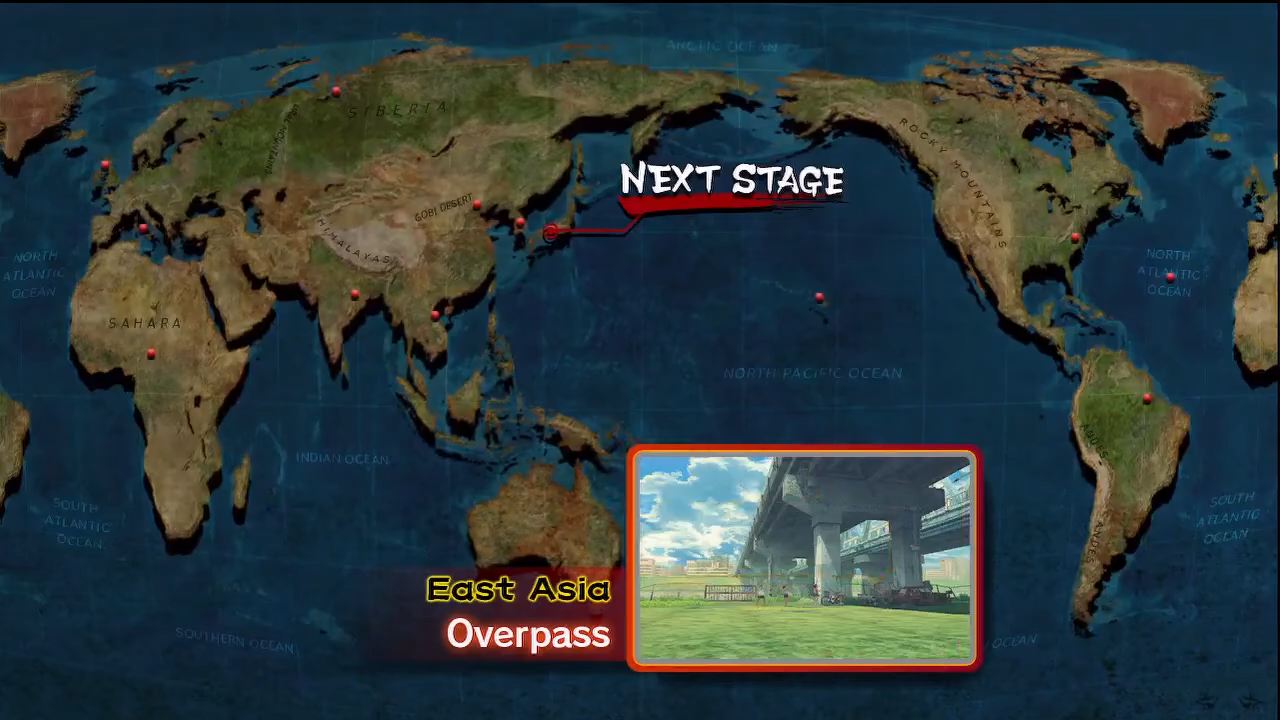 ARCTIC OCEAN
SIBERIA
ROCKY MOUNTAINS
NEXT STAGE
GOBI DESERT
HIMALAYAS
NORTH
ATLANTIC
OCEAN
NORTH
ATLANTIC
OCEAN
SAHARA
NORTH PACIFIC OCEAN
INDIAN OCEAN
SOUTH
ATLANTIC
OCEAN
SOUTH
ATLANTIC
OCEAN
East Asia
Overpass
SOUTHERN OCEAN
OCEAN